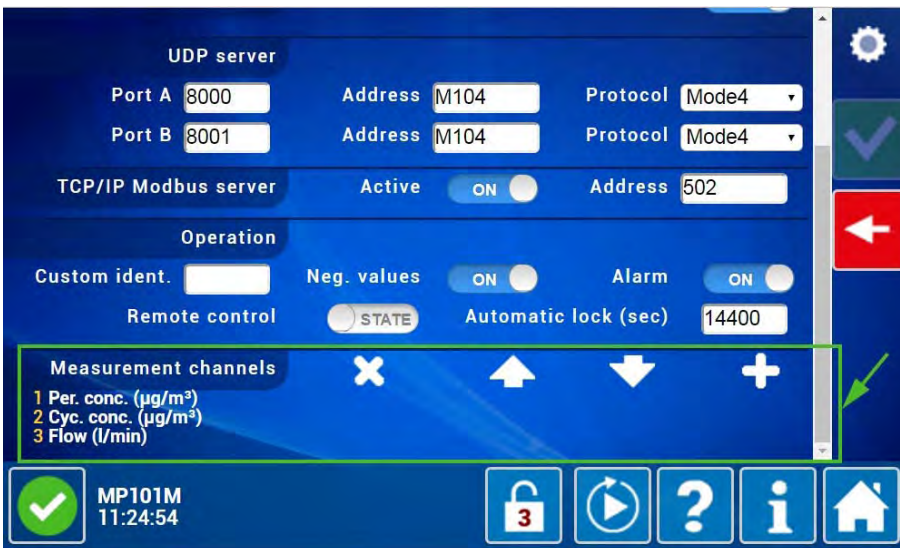 UDP server
Port A 8000 Address M104 Protocol Mode4
Port B 8001 Address M104 Protocol Mode4
TCP/IP Modbus server Active ON Address 502
Operation
Custom ident. Neg. values ON Alarm ON
Remote control STATE Automatic lock (sec) 14400
Measurement channels
1 Per. conc. (µg/m³)
2 Cyc. conc. (µg/m³)
3 Flow (l/min)
MP101M
11:24:54
3